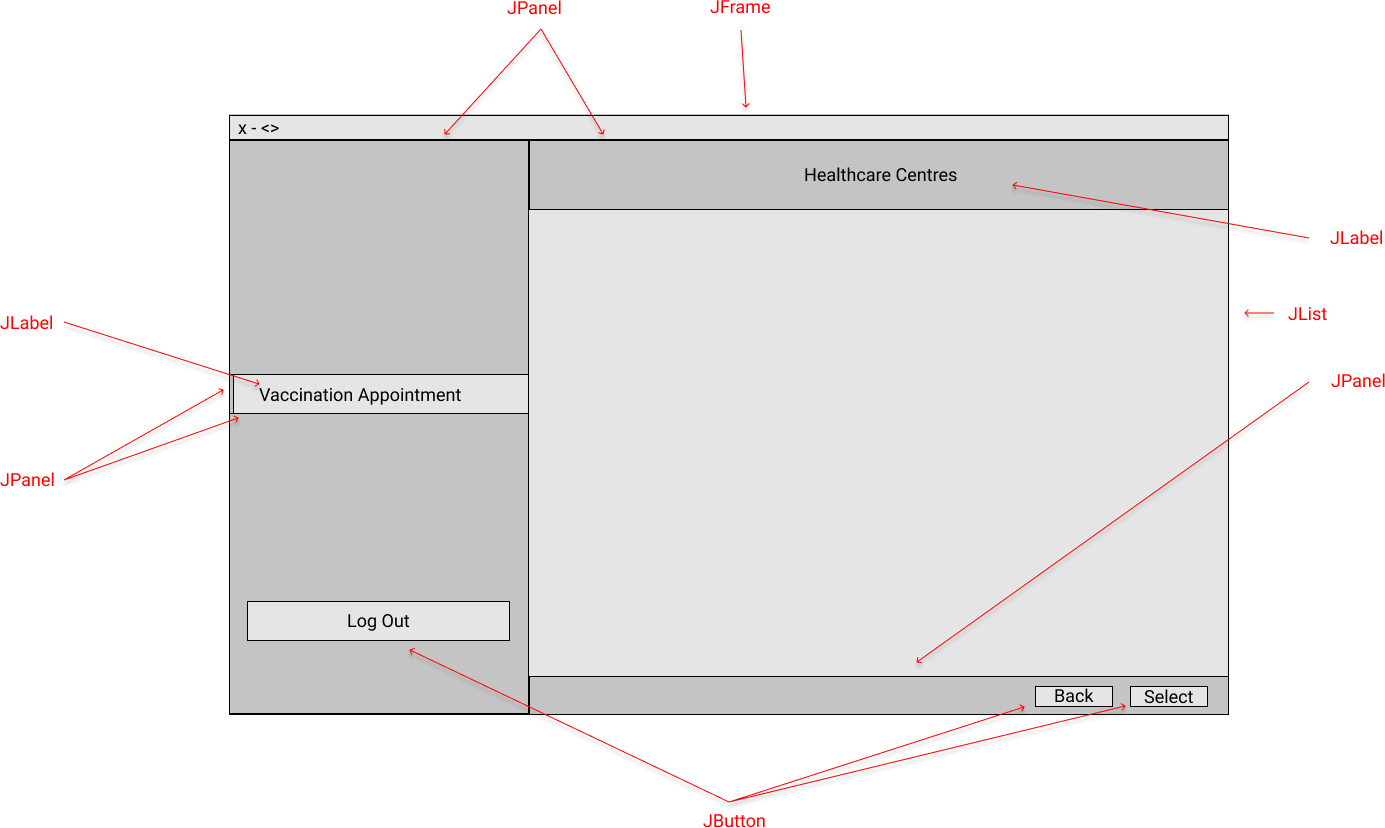 JPanel
JFrame
x - <>
Healthcare Centres
JLabel
JList
JLabel
JPanel
Vaccination Appointment
JPanel
Log Out
Back
Select
JButton